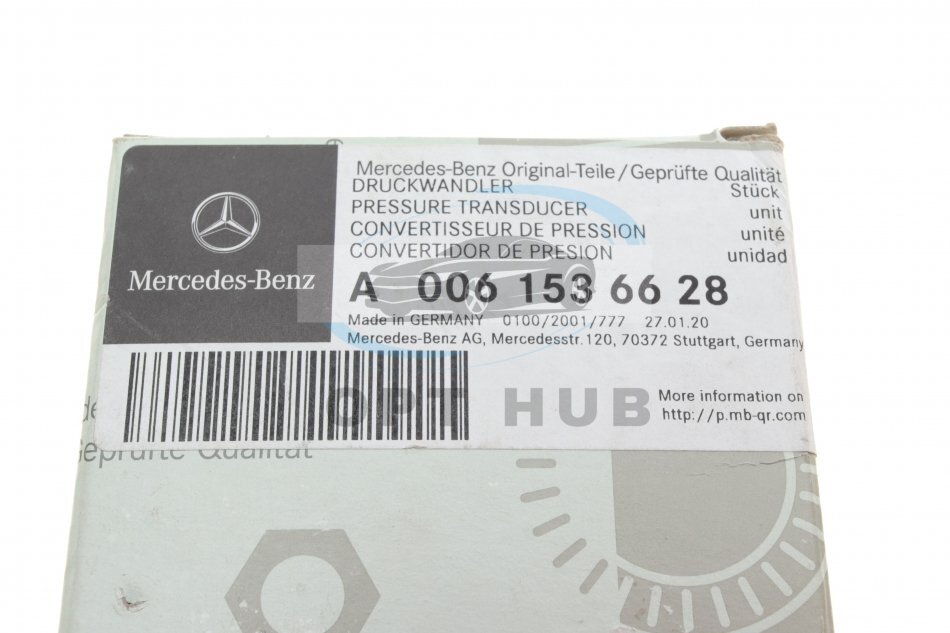 Mercedes-Benz Original-Teile/Geprüfte Qualität
DRUCKWANDLER Stück
PRESSURE TRANSDUCER unit
CONVERTISSEUR DE PRESSION unité
CONVERTIDOR DE PRESION unidad
Mercedes-Benz
A 006 153 66 28
Made in GERMANY 0100/2001/777 27.01.20
Mercedes-Benz AG, Mercedesstr.120, 70372 Stuttgart, Germany
OPT HUB
More information on
http://p.mb-qr.com
de
Geprüfte Qualität